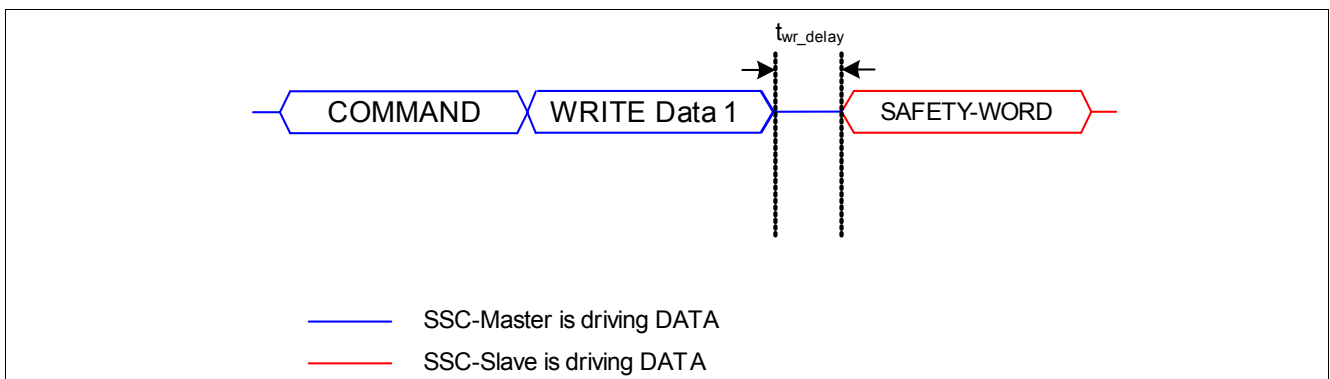 twr_delay
COMMAND WRITE Data 1 SAFETY-WORD
SSC-Master is driving DATA
SSC-Slave is driving DATA